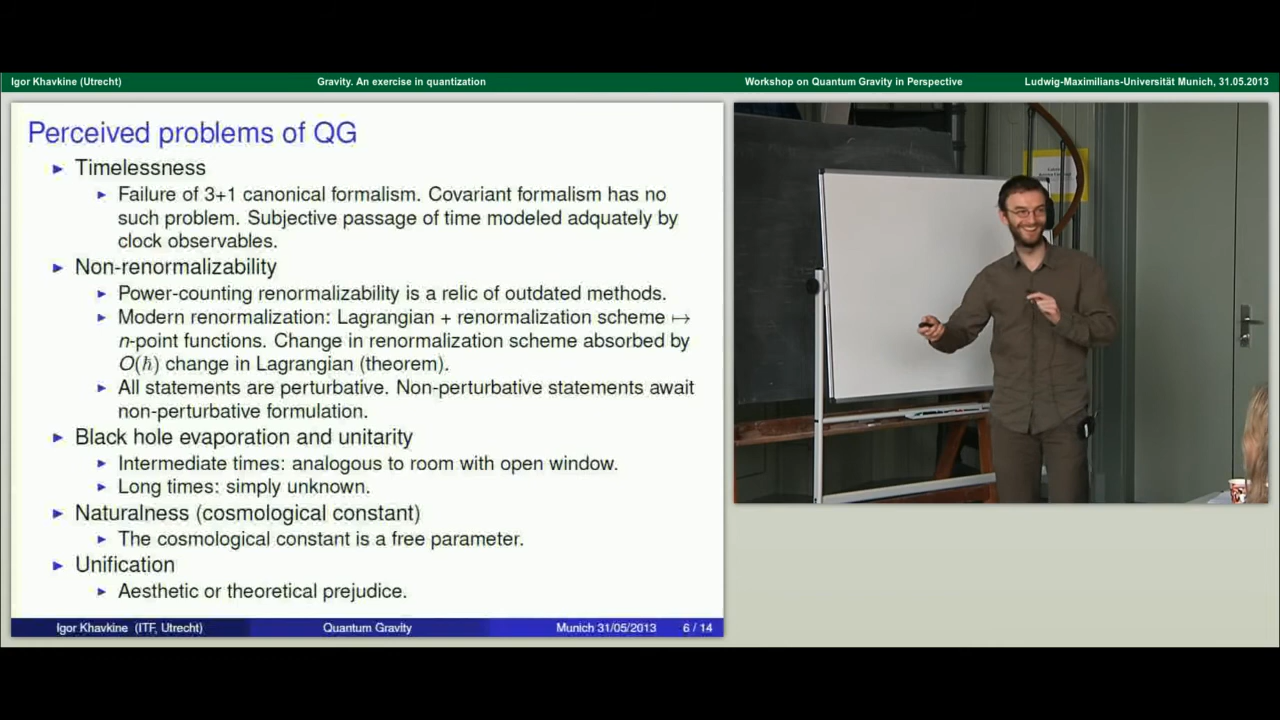 Igor Khavkine (Utrecht) Gravity. An exercise in quantization Workshop on Quantum Gravity in Perspective Ludwig-Maximilians-Universität Munich, 31.05.2013
Perceived problems of QG
► Timelessness
► Failure of 3+1 canonical formalism. Covariant formalism has no
such problem. Subjective passage of time modeled adquately by
clock observables.
► Non-renormalizability
► Power-counting renormalizability is a relic of outdated methods.
► Modern renormalization: Lagrangian + renormalization scheme ↦
n-point functions. Change in renormalization scheme absorbed by
O(ħ) change in Lagrangian (theorem).
► All statements are perturbative. Non-perturbative statements await
non-perturbative formulation.
► Black hole evaporation and unitarity
► Intermediate times: analogous to room with open window.
► Long times: simply unknown.
► Naturalness (cosmological constant)
► The cosmological constant is a free parameter.
► Unification
► Aesthetic or theoretical prejudice.
Igor Khavkine (ITF, Utrecht) Quantum Gravity Munich 31/05/2013 6 / 14